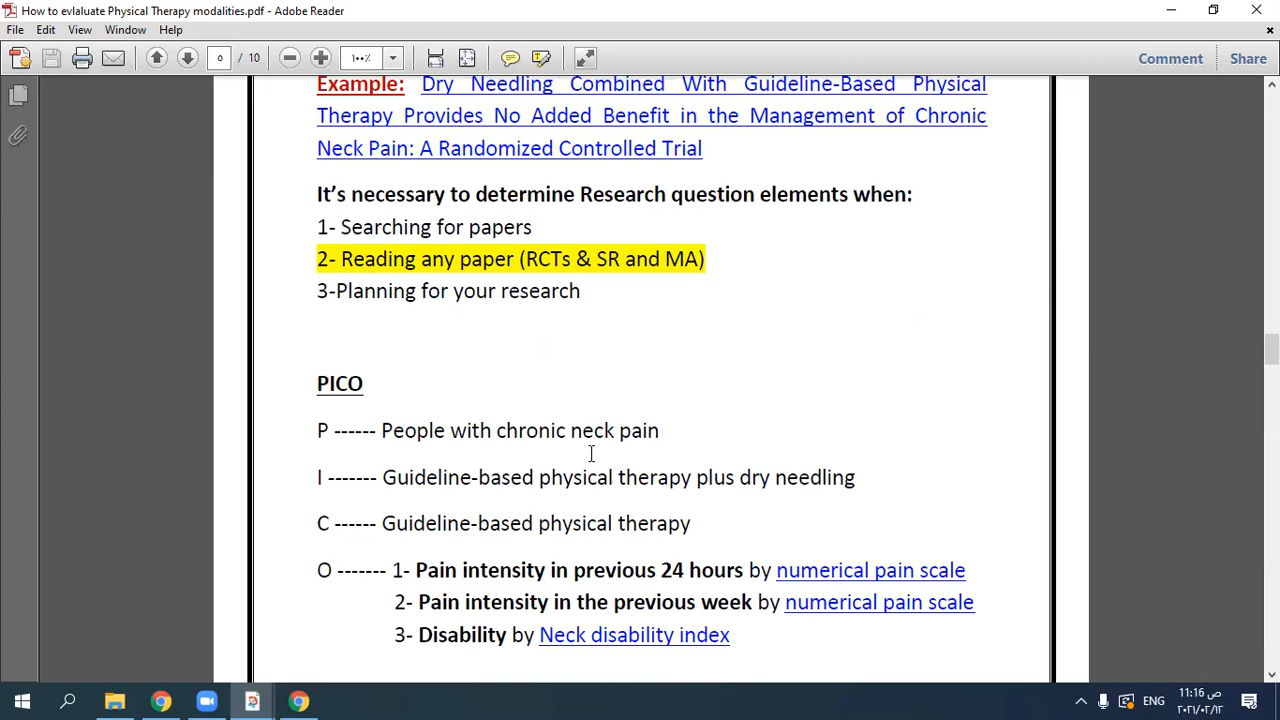 How to evlaluate Physical Therapy modalities.pdf - Adobe Reader
File Edit View Window Help
٥ / 10 ١٠٠٪ Comment Share
Example: Dry Needling Combined With Guideline-Based Physical
Therapy Provides No Added Benefit in the Management of Chronic
Neck Pain: A Randomized Controlled Trial
It’s necessary to determine Research question elements when:
1- Searching for papers
2- Reading any paper (RCTs & SR and MA)
3-Planning for your research
PICO
P ------ People with chronic neck pain
I ------- Guideline-based physical therapy plus dry needling
C ------ Guideline-based physical therapy
O ------- 1- Pain intensity in previous 24 hours by numerical pain scale
2- Pain intensity in the previous week by numerical pain scale
3- Disability by Neck disability index
ENG
11:16 ص
٢٠٢١/٠٢/١٢